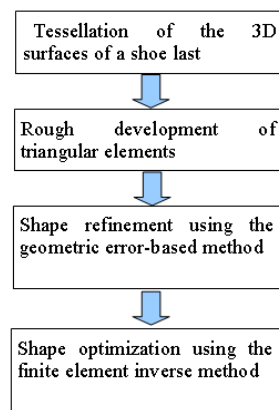 Tessellation of the 3D
surfaces of a shoe last
Rough development of
triangular elements
Shape refinement using the
geometric error-based method
Shape optimization using the
finite element inverse method